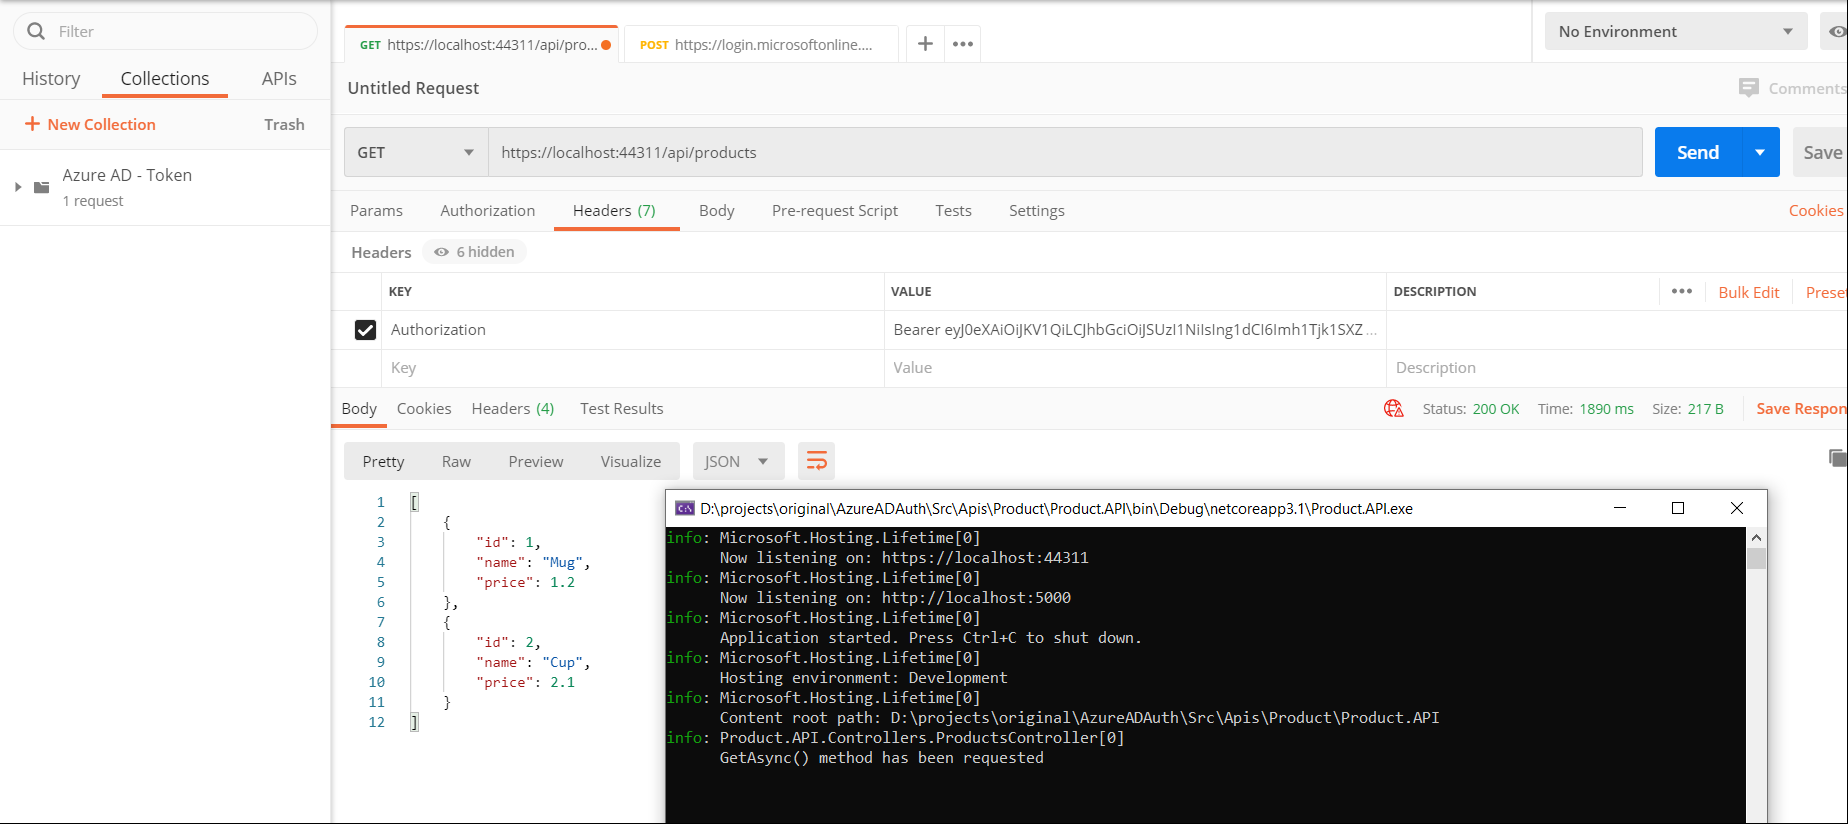 Filter
History Collections APIs
+ New Collection Trash
Azure AD - Token
1 request
GET https://localhost:44311/api/pro...
POST https://login.microsoftonline....
+ •••
No Environment
Untitled Request
Comments
GET https://localhost:44311/api/products
Send Save
Params Authorization Headers (7) Body Pre-request Script Tests Settings Cookies
Headers 6 hidden
KEY VALUE DESCRIPTION ••• Bulk Edit Preset
Authorization Bearer eyJ0eXAiOiJKV1QiLCJhbGciOiJSUzI1NiIsIng1dCI6Imh1Tjk1SXZ ...
Key Value Description
Body Cookies Headers (4) Test Results Status: 200 OK Time: 1890 ms Size: 217 B Save Respon
Pretty Raw Preview Visualize JSON
1 [
2 {
3 "id": 1,
4 "name": "Mug",
5 "price": 1.2
6 },
7 {
8 "id": 2,
9 "name": "Cup",
10 "price": 2.1
11 }
12 ]
C:\ D:\projects\original\AzureADAuth\Src\Apis\Product\Product.API\bin\Debug\netcoreapp3.1\Product.API.exe
info: Microsoft.Hosting.Lifetime[0]
Now listening on: https://localhost:44311
info: Microsoft.Hosting.Lifetime[0]
Now listening on: http://localhost:5000
info: Microsoft.Hosting.Lifetime[0]
Application started. Press Ctrl+C to shut down.
info: Microsoft.Hosting.Lifetime[0]
Hosting environment: Development
info: Microsoft.Hosting.Lifetime[0]
Content root path: D:\projects\original\AzureADAuth\Src\Apis\Product\Product.API
info: Product.API.Controllers.ProductsController[0]
GetAsync() method has been requested